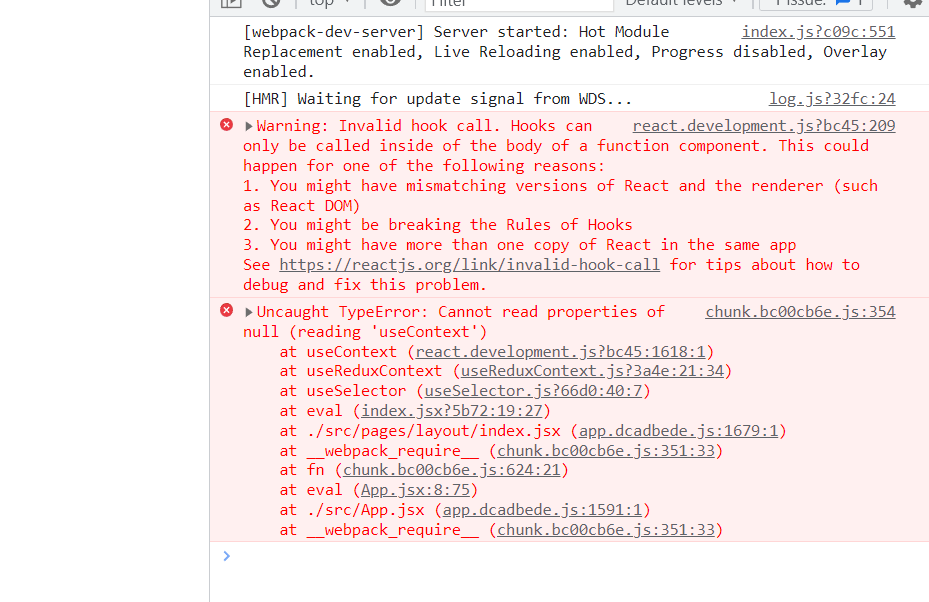 top
Filter
Default levels
1 Issue: 1
[webpack-dev-server] Server started: Hot Module index.js?c09c:551
Replacement enabled, Live Reloading enabled, Progress disabled, Overlay
enabled.
[HMR] Waiting for update signal from WDS... log.js?32fc:24
Warning: Invalid hook call. Hooks can react.development.js?bc45:209
only be called inside of the body of a function component. This could
happen for one of the following reasons:
1. You might have mismatching versions of React and the renderer (such
as React DOM)
2. You might be breaking the Rules of Hooks
3. You might have more than one copy of React in the same app
See https://reactjs.org/link/invalid-hook-call for tips about how to
debug and fix this problem.
Uncaught TypeError: Cannot read properties of chunk.bc00cb6e.js:354
null (reading 'useContext')
at useContext (react.development.js?bc45:1618:1)
at useReduxContext (useReduxContext.js?3a4e:21:34)
at useSelector (useSelector.js?66d0:40:7)
at eval (index.jsx?5b72:19:27)
at ./src/pages/layout/index.jsx (app.dcadbede.js:1679:1)
at __webpack_require__ (chunk.bc00cb6e.js:351:33)
at fn (chunk.bc00cb6e.js:624:21)
at eval (App.jsx:8:75)
at ./src/App.jsx (app.dcadbede.js:1591:1)
at __webpack_require__ (chunk.bc00cb6e.js:351:33)